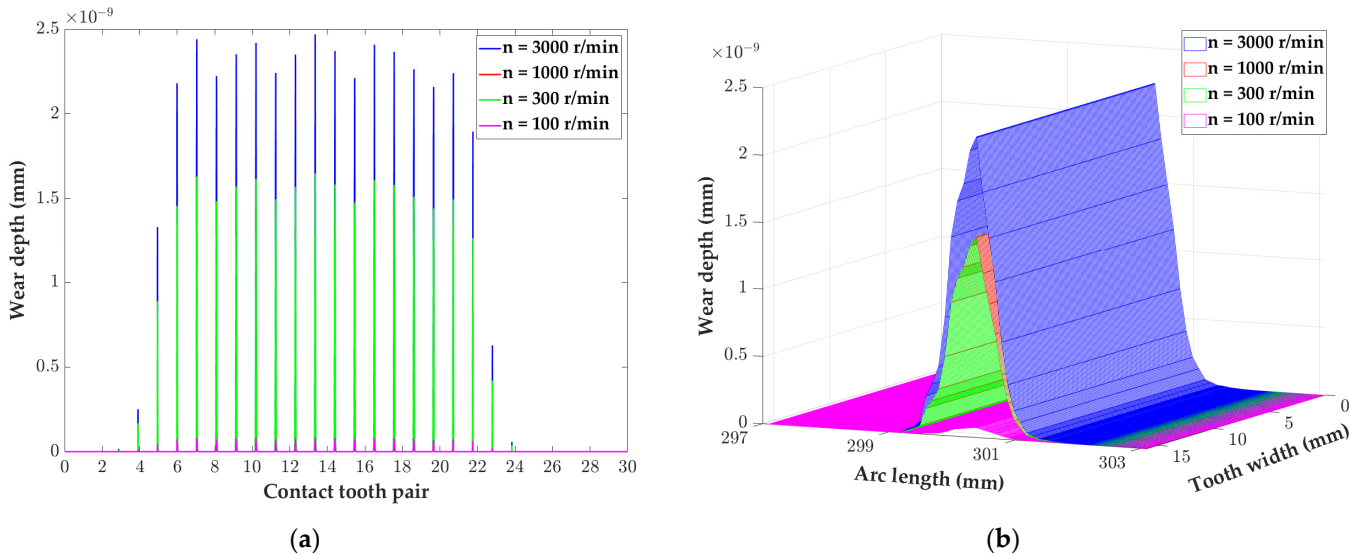 ×10⁻⁹
2.5
2
1.5
1
0.5
0
Wear depth (mm)
n = 3000 r/min
n = 1000 r/min
n = 300 r/min
n = 100 r/min
0 2 4 6 8 10 12 14 16 18 20 22 24 26 28 30
Contact tooth pair
(a)
×10⁻⁹
2.5
2
1.5
1
0.5
0
Wear depth (mm)
n = 3000 r/min
n = 1000 r/min
n = 300 r/min
n = 100 r/min
297 299 301 303
Arc length (mm)
15 10 5 0
Tooth width (mm)
(b)